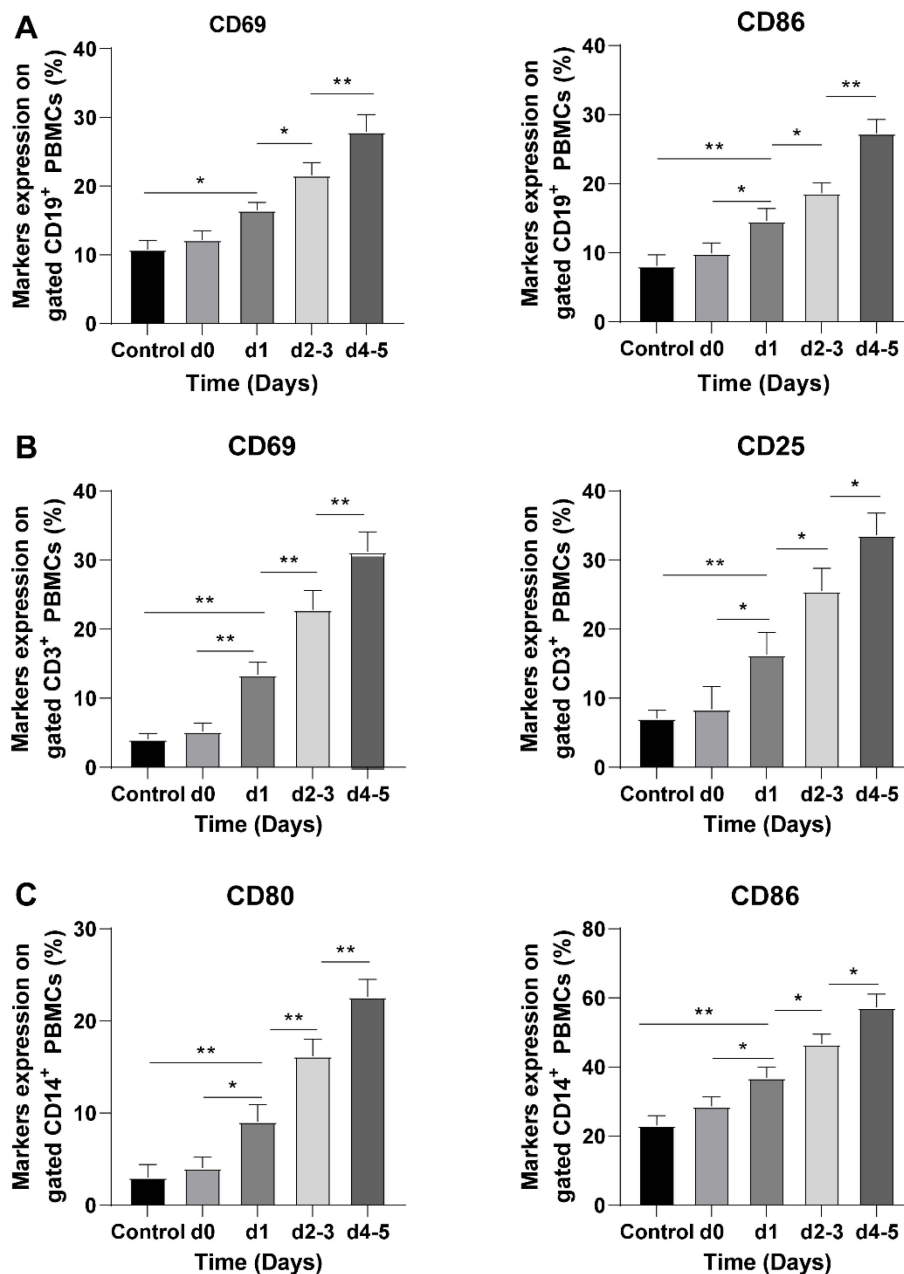 A
CD69
Markers expression on
gated CD19+ PBMCs (%)
40
30
20
10
0
*
*
**
Control d0 d1 d2-3 d4-5
Time (Days)
CD86
Markers expression on
gated CD19+ PBMCs (%)
40
30
20
10
0
**
*
*
**
Control d0 d1 d2-3 d4-5
Time (Days)
B
CD69
Markers expression on
gated CD3+ PBMCs (%)
40
30
20
10
0
**
**
**
**
Control d0 d1 d2-3 d4-5
Time (Days)
CD25
Markers expression on
gated CD3+ PBMCs (%)
40
30
20
10
0
**
*
*
*
Control d0 d1 d2-3 d4-5
Time (Days)
C
CD80
Markers expression on
gated CD14+ PBMCs (%)
30
20
10
0
**
*
**
**
Control d0 d1 d2-3 d4-5
Time (Days)
CD86
Markers expression on
gated CD14+ PBMCs (%)
80
60
40
20
0
**
*
*
*
Control d0 d1 d2-3 d4-5
Time (Days)